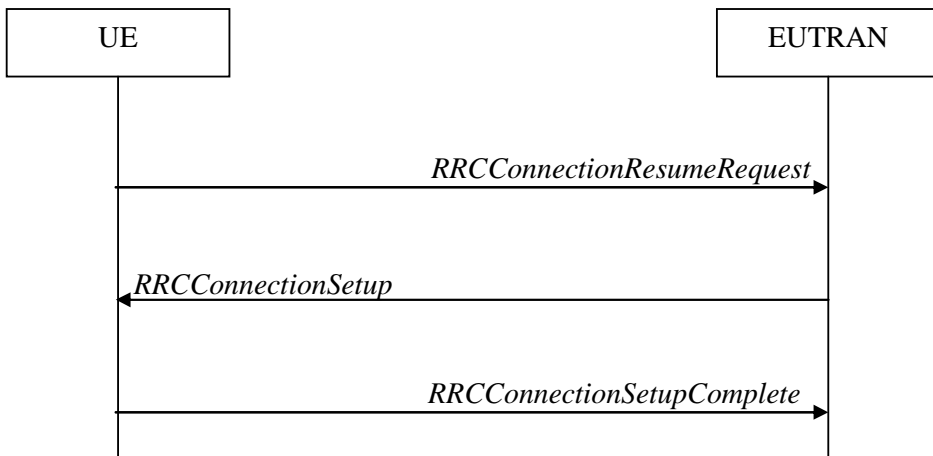 UE
EUTRAN
RRCConnectionResumeRequest
RRCConnectionSetup
RRCConnectionSetupComplete